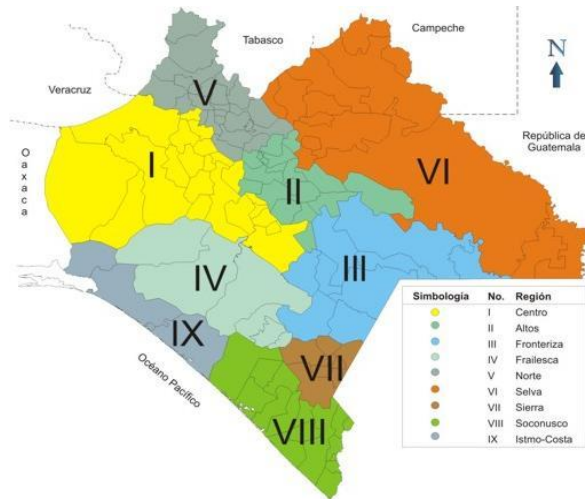 Campeche
Tabasco
N
Veracruz
V
República de
Guatemala
Oaxaca
I
VI
II
III
IV
IX
VII
VIII
Océano Pacífico
Simbología No. Región
I Centro
II Altos
III Fronteriza
IV Frailesca
V Norte
VI Selva
VII Sierra
VIII Soconusco
IX Istmo-Costa